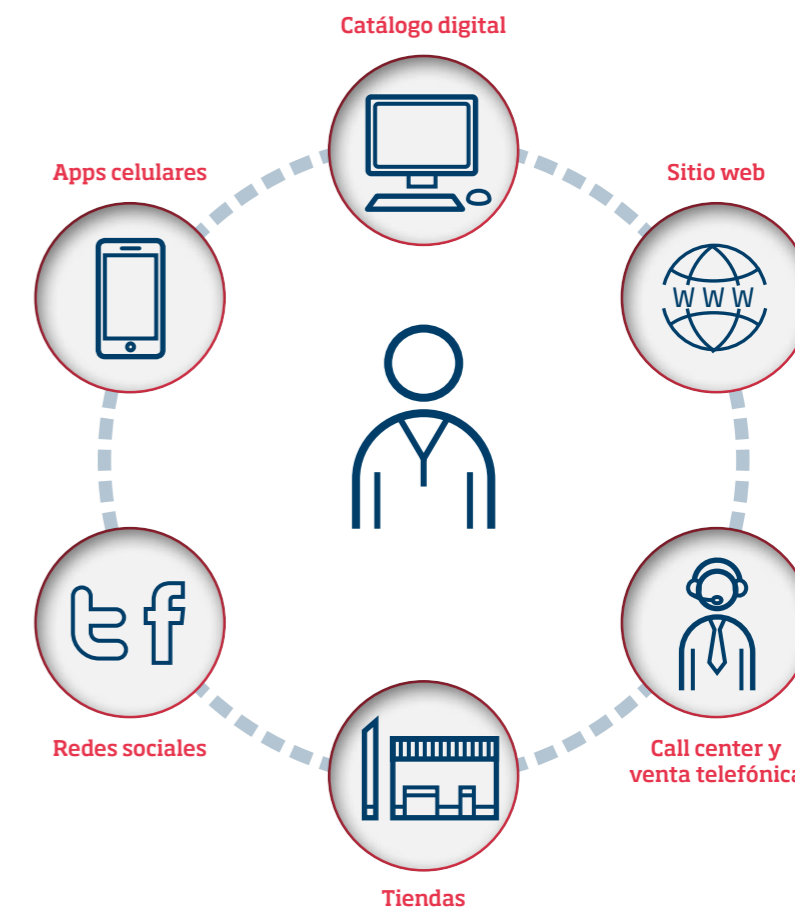 Catálogo digital
Apps celulares
Sitio web
W W W
Redes sociales
Call center y
venta telefónica
Tiendas